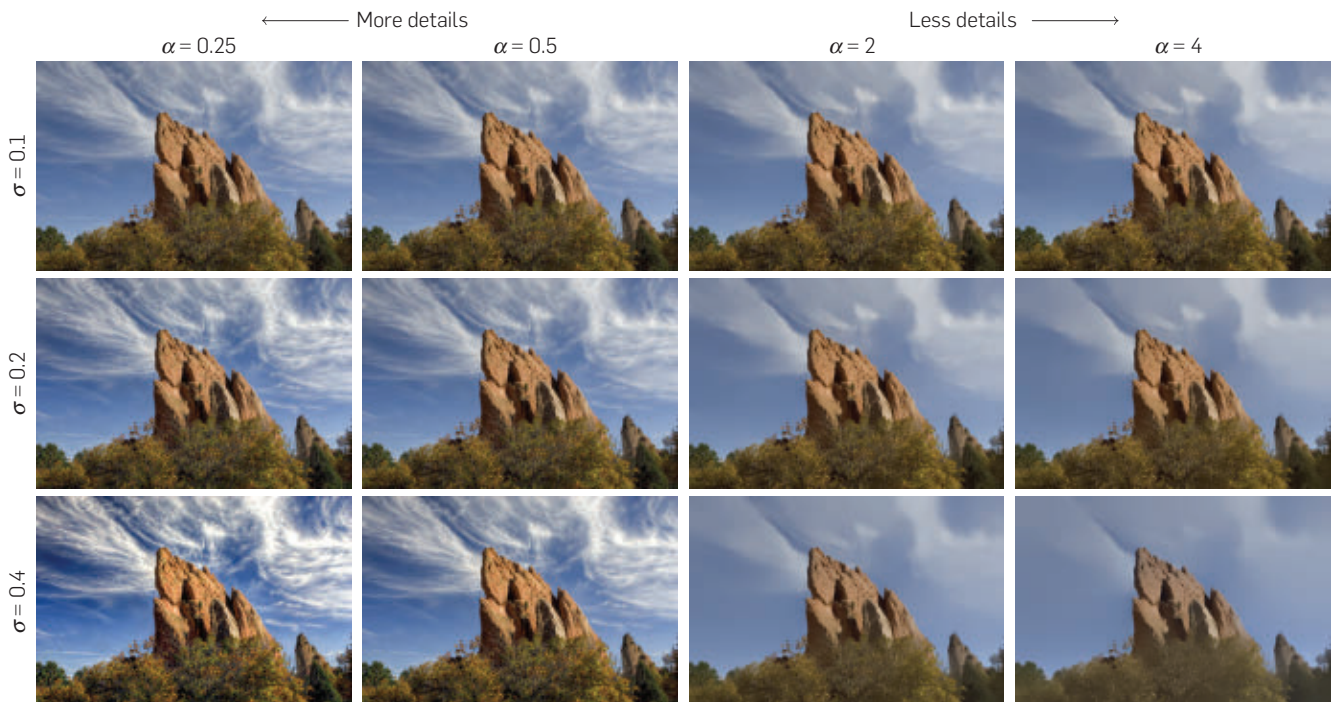 ← More details
Less details →
α = 0.25
α = 0.5
α = 2
α = 4
σ = 0.1
σ = 0.2
σ = 0.4